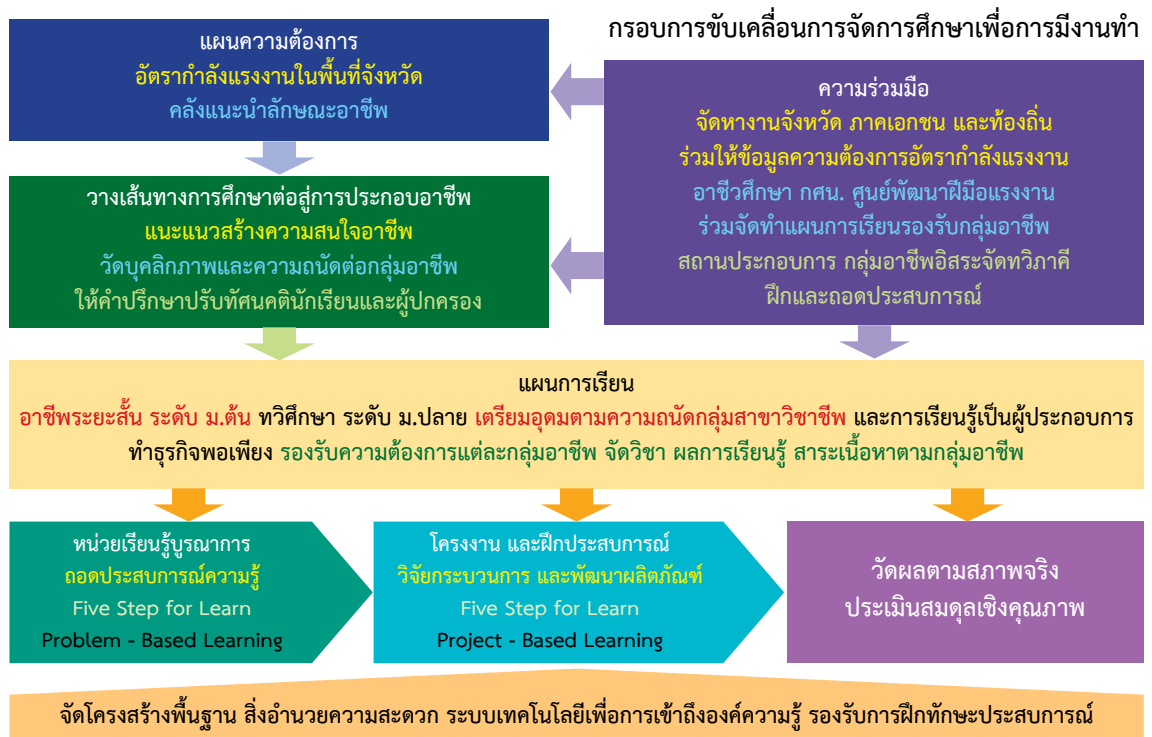 กรอบการขับเคลื่อนการจัดการศึกษาเพื่อการมีงานทำ
แผนความต้องการ
อัตรากำลังแรงงานในพื้นที่จังหวัด
คลังแนะนำลักษณะอาชีพ
ความร่วมมือ
จัดหางานจังหวัด ภาคเอกชน และท้องถิ่น
ร่วมให้ข้อมูลความต้องการอัตรากำลังแรงงาน
อาชีวศึกษา กศน. ศูนย์พัฒนาฝีมือแรงงาน
ร่วมจัดทำแผนการเรียนรองรับกลุ่มอาชีพ
สถานประกอบการ กลุ่มอาชีพอิสระจัดทวิภาคี
ฝึกและถอดประสบการณ์
วางเส้นทางการศึกษาต่อสู่การประกอบอาชีพ
แนะแนวสร้างความสนใจอาชีพ
วัดบุคลิกภาพและความถนัดต่อกลุ่มอาชีพ
ให้คำปรึกษาปรับทัศนคตินักเรียนและผู้ปกครอง
แผนการเรียน
อาชีพระยะสั้น ระดับ ม.ต้น ทวิศึกษา ระดับ ม.ปลาย เตรียมอุดมตามความถนัดกลุ่มสาขาวิชาชีพ และการเรียนรู้เป็นผู้ประกอบการ
ทำธุรกิจพอเพียง รองรับความต้องการแต่ละกลุ่มอาชีพ จัดวิชา ผลการเรียนรู้ สาระเนื้อหาตามกลุ่มอาชีพ
หน่วยเรียนรู้บูรณาการ
ถอดประสบการณ์ความรู้
Five Step for Learn
Problem - Based Learning
โครงงาน และฝึกประสบการณ์
วิจัยกระบวนการ และพัฒนาผลิตภัณฑ์
Five Step for Learn
Project - Based Learning
วัดผลตามสภาพจริง
ประเมินสมดุลเชิงคุณภาพ
จัดโครงสร้างพื้นฐาน สิ่งอำนวยความสะดวก ระบบเทคโนโลยีเพื่อการเข้าถึงองค์ความรู้ รองรับการฝึกทักษะประสบการณ์